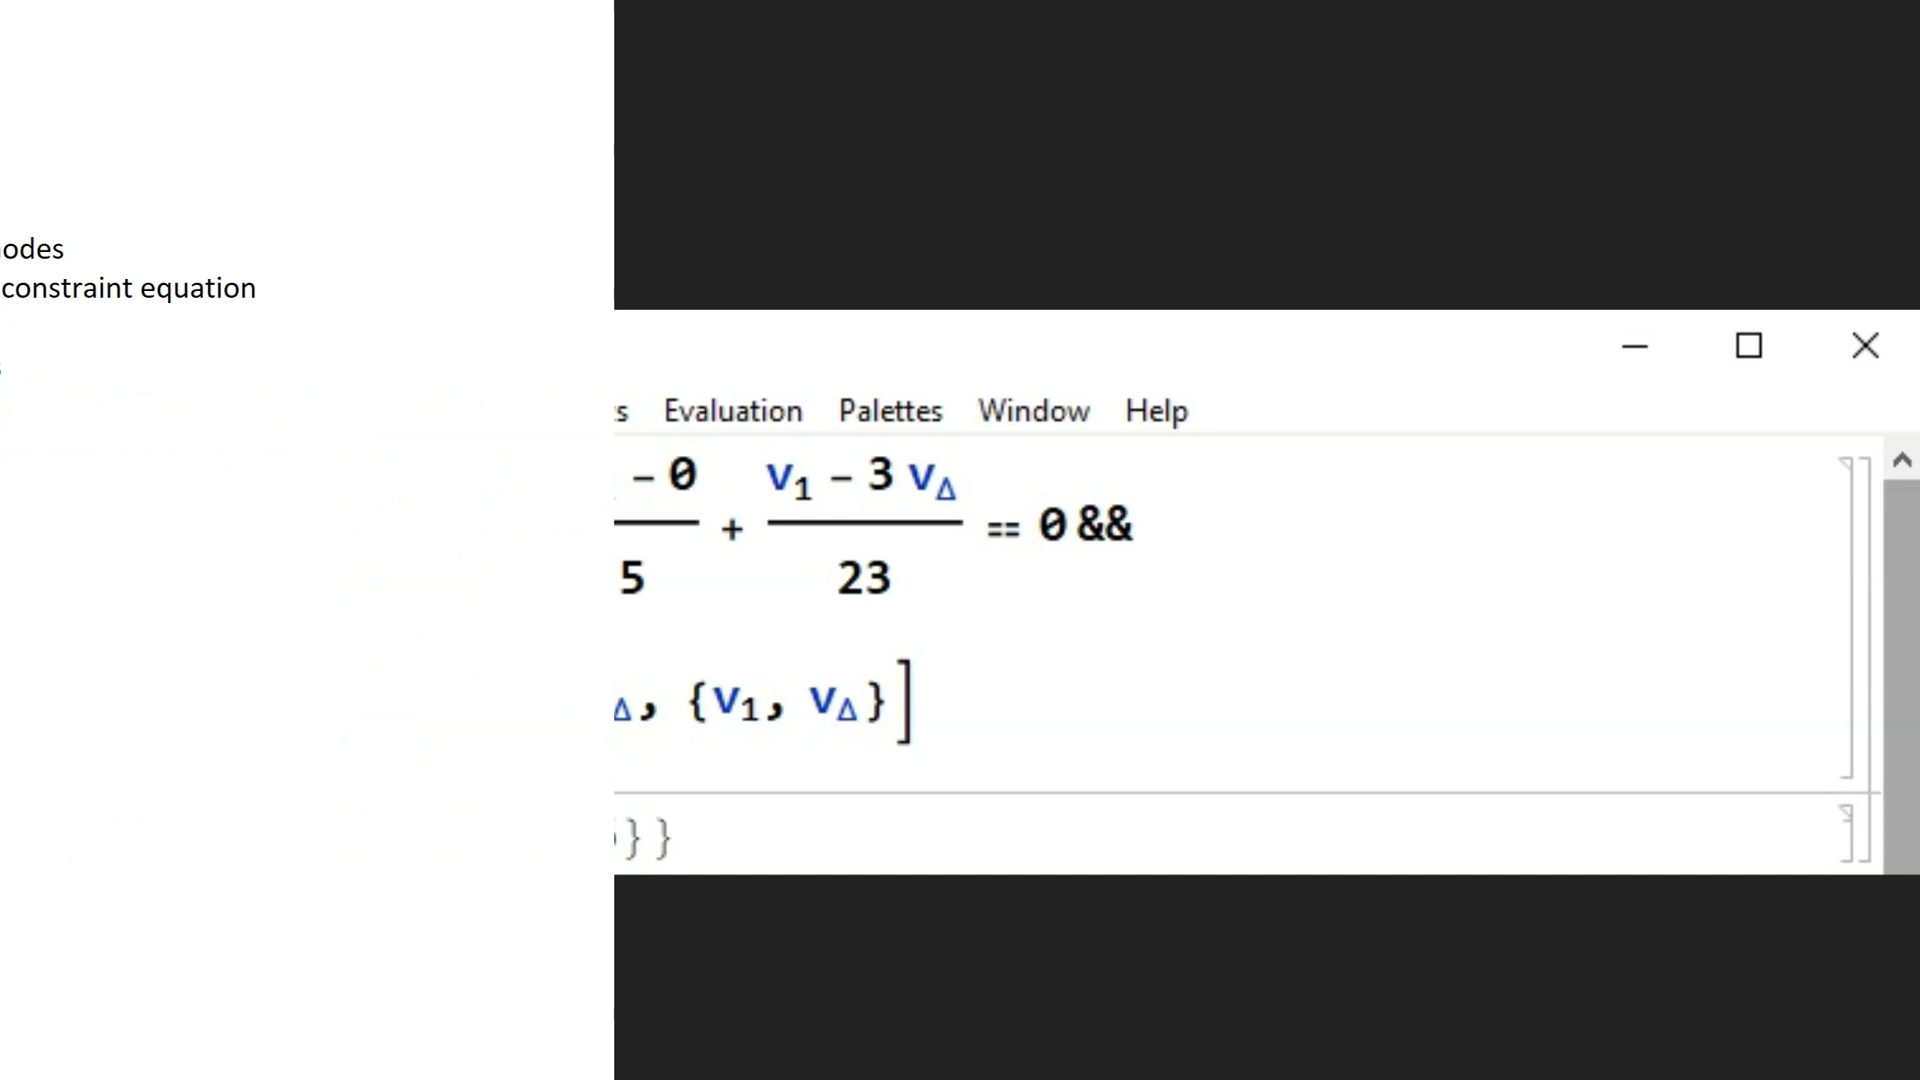 odes
constraint equation
s Evaluation Palettes Window Help
- 0 v1 - 3 vΔ
+ == 0 &&
5 23
Δ, {v1, vΔ}]
}}